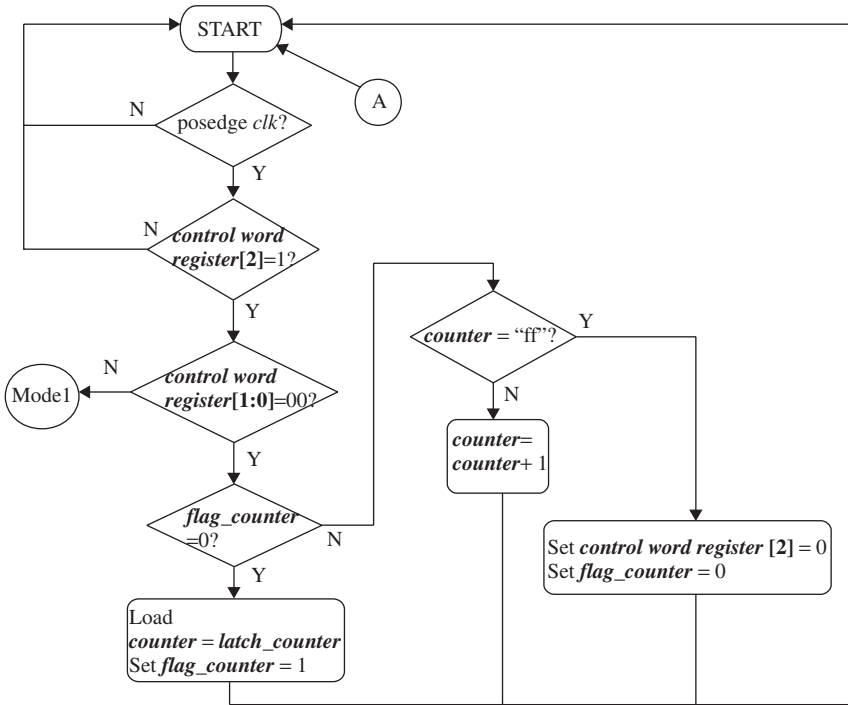 START
A
N
posedge clk?
Y
N
control word
register[2]=1?
Y
N
Mode1
control word
register[1:0]=00?
Y
flag_counter
=0?
N
Y
Load
counter = latch_counter
Set flag_counter = 1
counter = “ff”?
Y
N
counter=
counter+ 1
Set control word register [2] = 0
Set flag_counter = 0